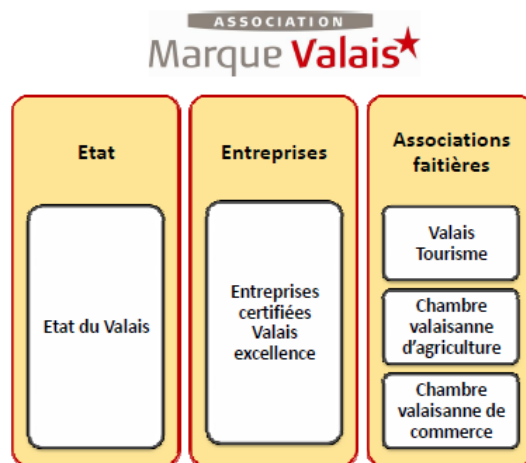 ASSOCIATION
Marque Valais
Etat
Etat du Valais
Entreprises
Entreprises
certifiées
Valais
excellence
Associations
faitières
Valais
Tourisme
Chambre
valaisanne
d'agriculture
Chambre
valaisanne de
commerce